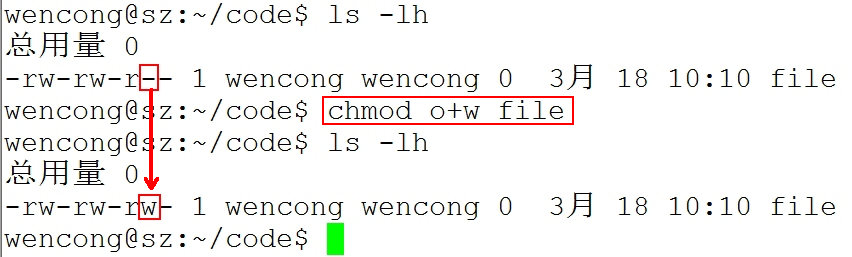 wencong@sz:~/code$ ls -lh
总用量 0
-rw-rw-r-- 1 wencong wencong 0  3月 18 10:10 file
wencong@sz:~/code$ chmod o+w file
wencong@sz:~/code$ ls -lh
总用量 0
-rw-rw-rw- 1 wencong wencong 0  3月 18 10:10 file
wencong@sz:~/code$